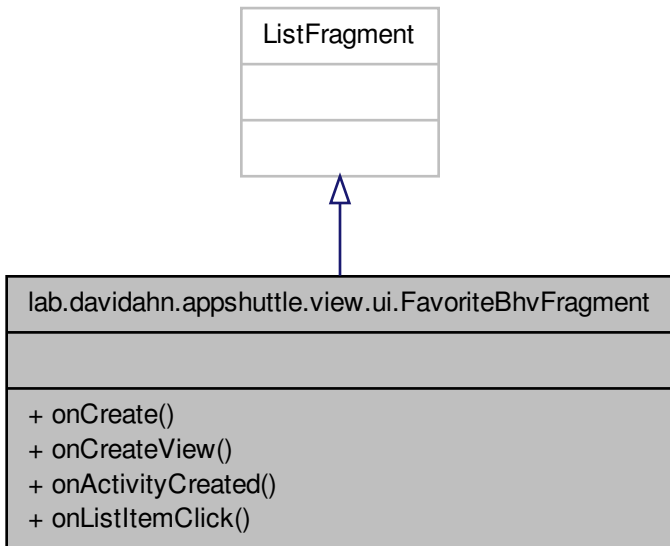 ListFragment
lab.davidahn.appshuttle.view.ui.FavoriteBhvFragment
+ onCreate()
+ onCreateView()
+ onActivityCreated()
+ onListItemClick()